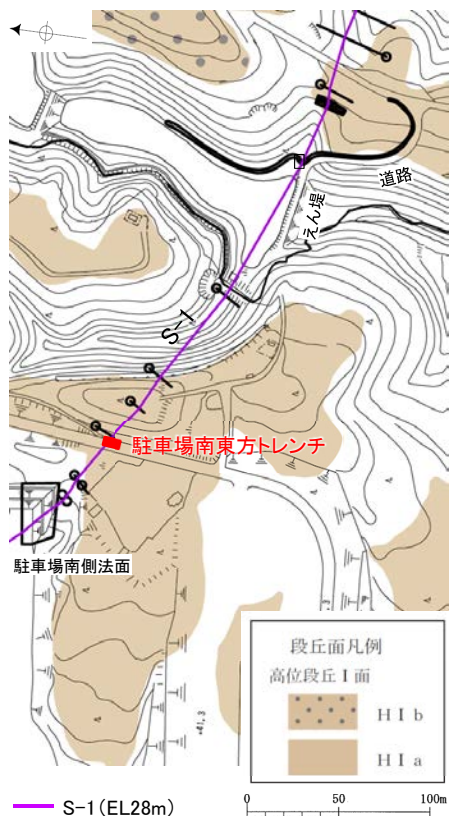 道路
えん堤
S-1
駐車場南東方トレンチ
駐車場南側法面
41.3
段丘面凡例
高位段丘Ⅰ面
HⅠb
HⅠa
S-1(EL28m)
0 50 100m